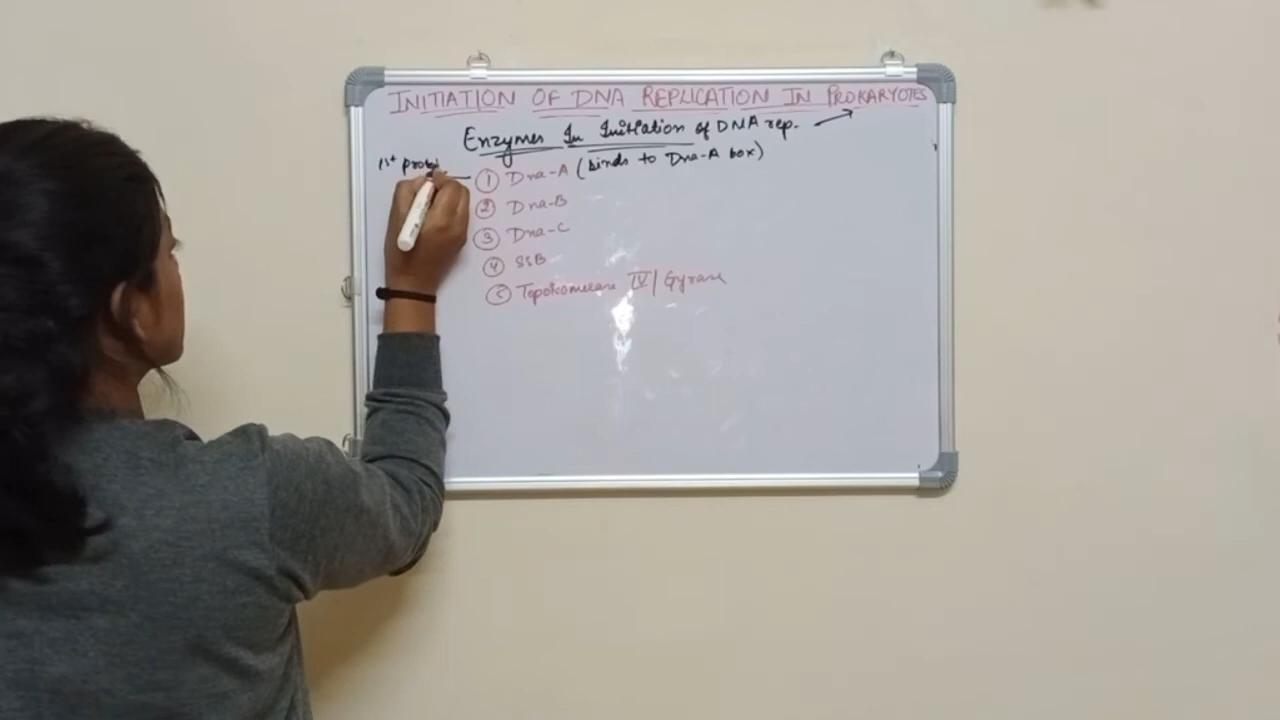 INITIATION OF DNA REPLICATION IN PROKARYOTES
Enzymes In Initiation of DNA rep.
1st protei
① Dna-A (binds to Dna-A box)
② Dna-B
③ Dna-C
④ SSB
⑤ Topoisomerase IV/Gyrase